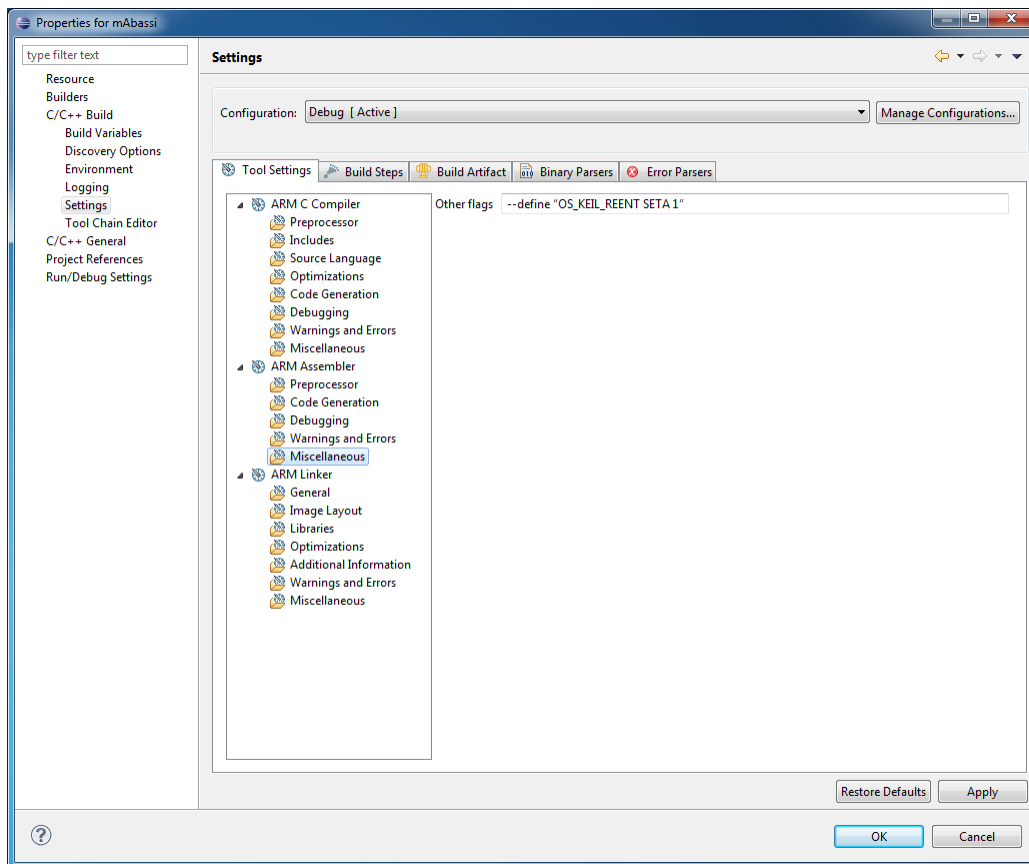 Properties for mAbassi
type filter text
Resource
Builders
C/C++ Build
Build Variables
Discovery Options
Environment
Logging
Settings
Tool Chain Editor
C/C++ General
Project References
Run/Debug Settings
Settings
Configuration: Debug [ Active ] Manage Configurations...
Tool Settings Build Steps Build Artifact Binary Parsers Error Parsers
ARM C Compiler
Preprocessor
Includes
Source Language
Optimizations
Code Generation
Debugging
Warnings and Errors
Miscellaneous
ARM Assembler
Preprocessor
Code Generation
Debugging
Warnings and Errors
Miscellaneous
ARM Linker
General
Image Layout
Libraries
Optimizations
Additional Information
Warnings and Errors
Miscellaneous
Other flags --define “OS_KEIL_REENT SETA 1”
Restore Defaults Apply
? OK Cancel